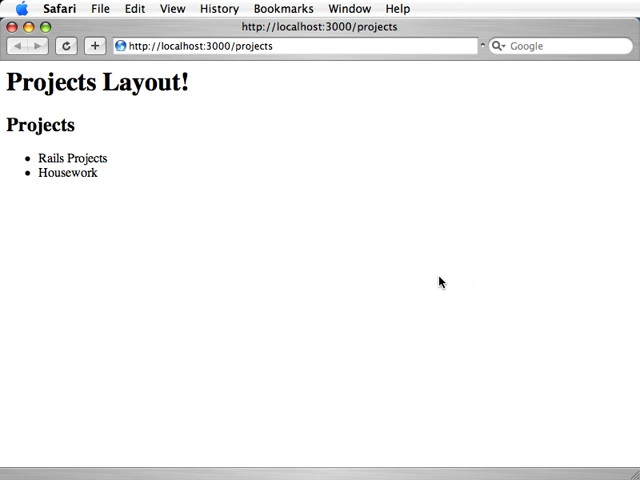 Safari File Edit View History Bookmarks Window Help
http://localhost:3000/projects
http://localhost:3000/projects Google
Projects Layout!
Projects
• Rails Projects
• Housework